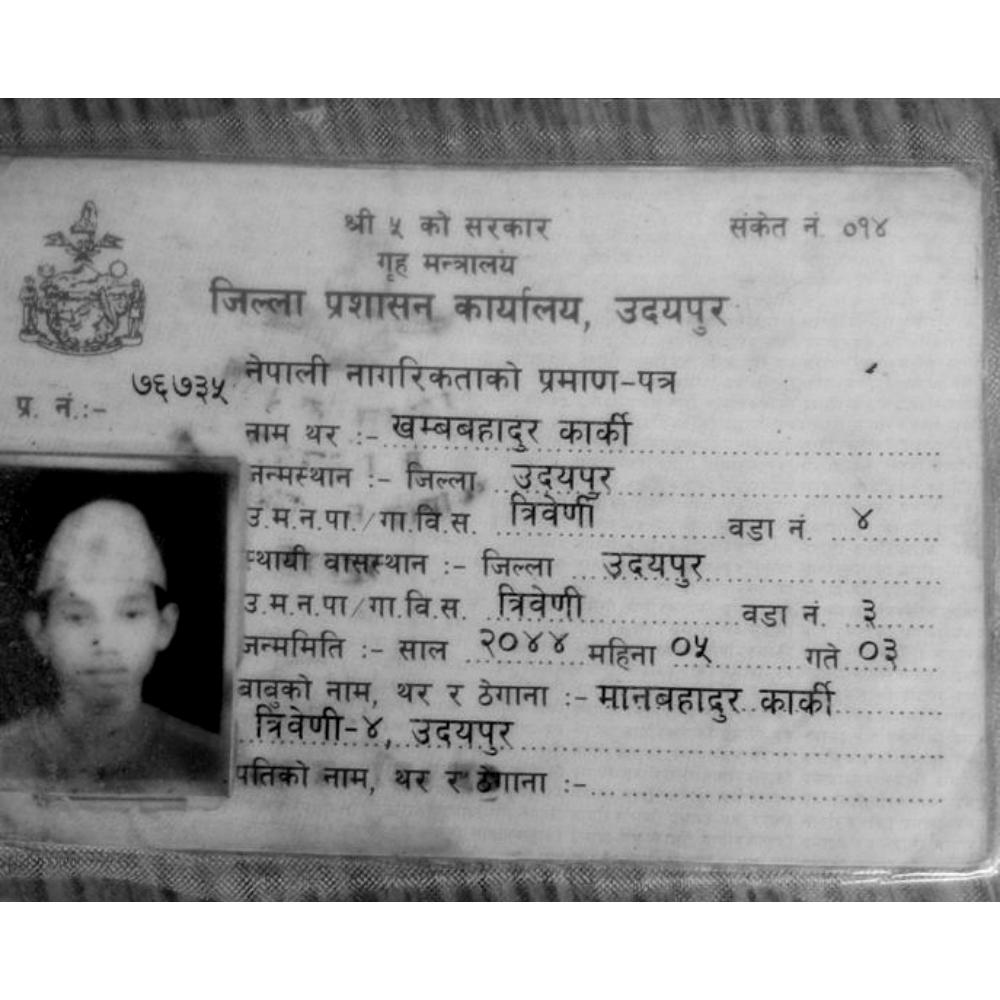 श्री ५ को सरकार
संकेत नं. ०१४
गृह मन्त्रालय
जिल्ला प्रशासन कार्यालय, उदयपुर
नेपाली नागरिकताको प्रमाण-पत्र
प्र. नं.:- ७६७३५
नाम थर :- खम्बबहादुर कार्की
जन्मस्थान :- जिल्ला उदयपुर
उ.म.न.पा./गा.वि.स. त्रिवेणी वडा नं. ४
स्थायी वासस्थान :- जिल्ला उदयपुर
उ.म.न.पा/गा.वि.स. त्रिवेणी वडा नं. ३
जन्ममिति :- साल २०४४ महिना ०५ गते ०३
बाबुको नाम, थर र ठेगाना :- मानबहादुर कार्की
त्रिवेणी-४, उदयपुर
पतिको नाम, थर र ठेगाना :-